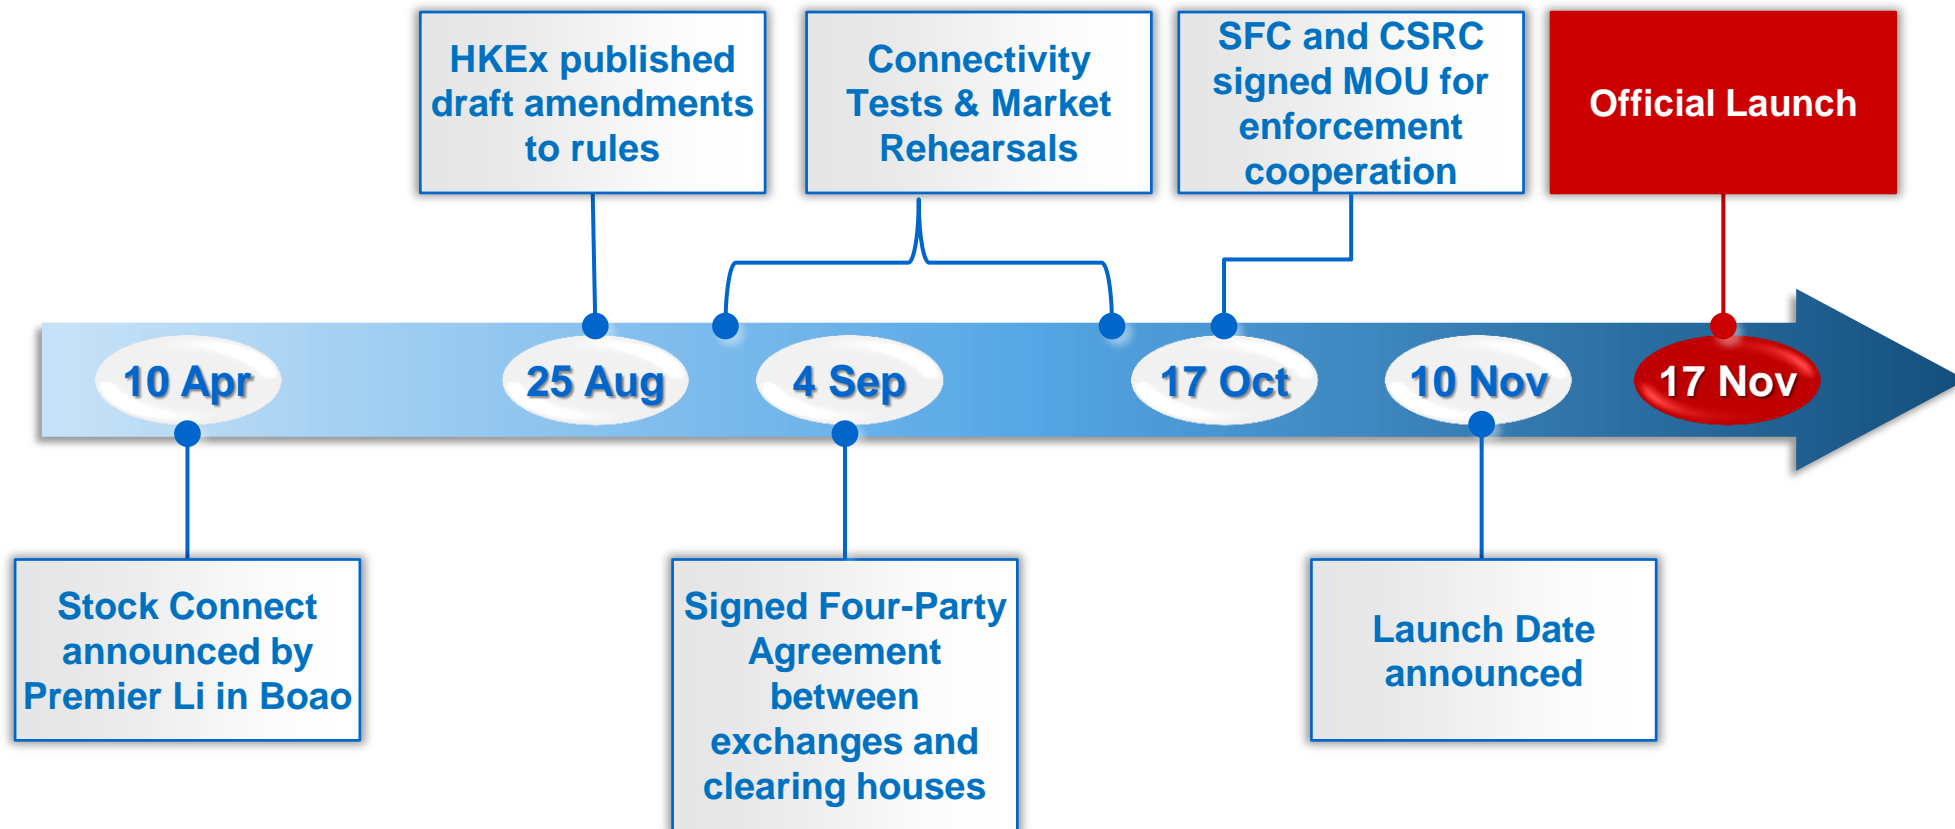 HKEx published
draft amendments
to rules
Connectivity
Tests & Market
Rehearsals
SFC and CSRC
signed MOU for
enforcement
cooperation
Official Launch
10 Apr
25 Aug
4 Sep
17 Oct
10 Nov
17 Nov
Stock Connect
announced by
Premier Li in Boao
Signed Four-Party
Agreement
between
exchanges and
clearing houses
Launch Date
announced